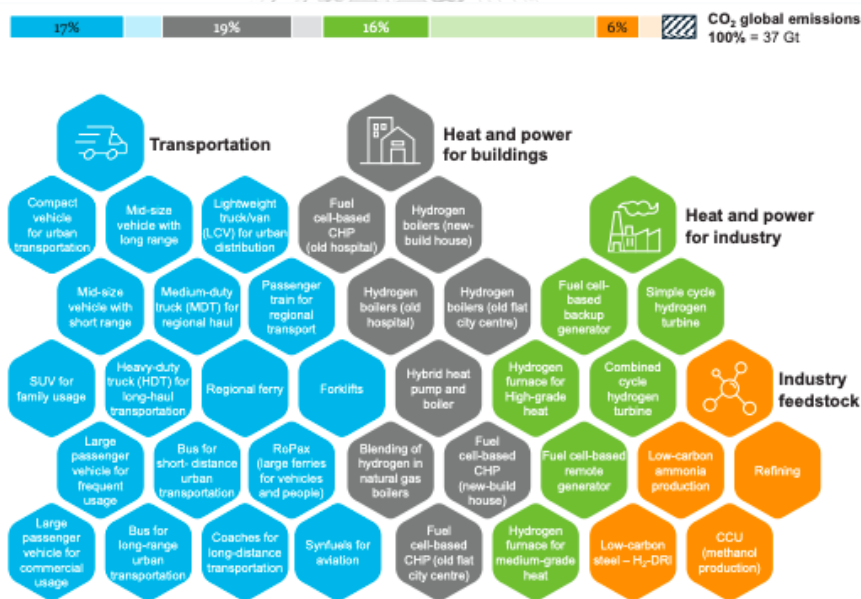 17%
19%
16%
6%
CO₂ global emissions
100% = 37 Gt
Transportation
Heat and power
for buildings
Heat and power
for industry
Industry
feedstock
Compact
vehicle
for urban
transportation
Mid-size
vehicle with
long range
Lightweight
truck/van
(LCV) for urban
distribution
Fuel
cell-based
CHP
(old hospital)
Hydrogen
boilers (new-
build house)
Mid-size
vehicle with
short range
Medium-duty
truck (MDT) for
regional haul
Passenger
train for
regional
transport
Hydrogen
boilers (old
hospital)
Hydrogen
boilers (old flat
city centre)
Fuel cell-
based
backup
generator
Simple cycle
hydrogen
turbine
SUV for
family usage
Heavy-duty
truck (HDT) for
long-haul
transportation
Regional ferry
Forklifts
Hybrid heat
pump and
boiler
Hydrogen
furnace for
High-grade
heat
Combined
cycle
hydrogen
turbine
Large
passenger
vehicle for
frequent
usage
Bus for
short- distance
urban
transportation
RoPax
(large ferries
for vehicles
and people)
Blending of
hydrogen in
natural gas
boilers
Fuel
cell-based
CHP
(new-build
house)
Fuel cell-based
remote
generator
Low-carbon
ammonia
production
Refining
Large
passenger
vehicle for
commercial
usage
Bus for
long-range
urban
transportation
Coaches for
long-distance
transportation
Synfuels for
aviation
Fuel
cell-based
CHP (old flat
city centre)
Hydrogen
furnace for
medium-grade
heat
Low-carbon
steel – H₂-DRI
CCU
(methanol
production)